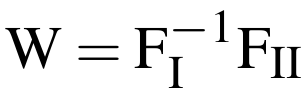 W = F_I^{-1} F_{II}